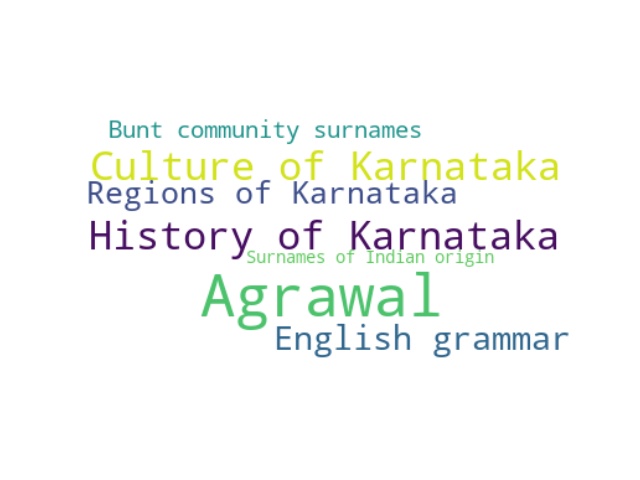 Bunt community surnames
Culture of Karnataka
Regions of Karnataka
History of Karnataka
Surnames of Indian origin
Agrawal
English grammar